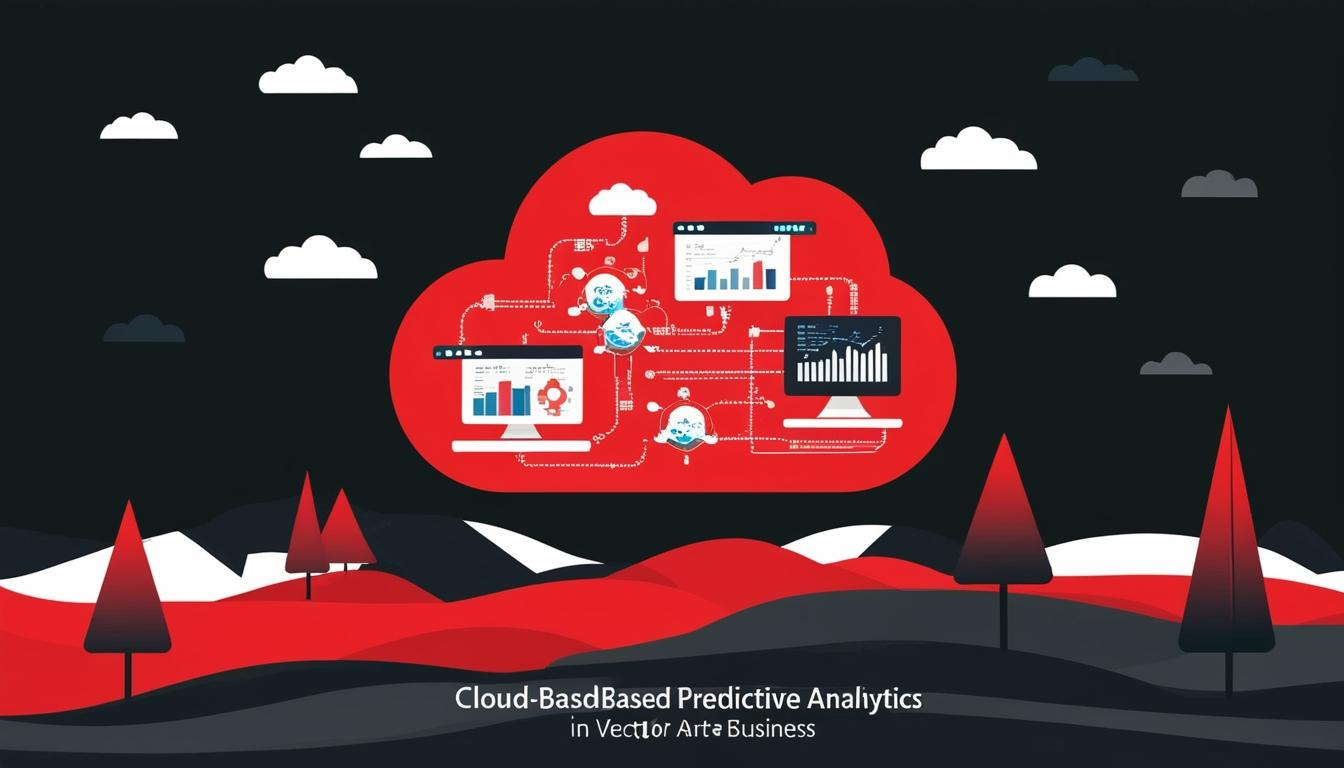 Cloud-BasdBased Predictive Analytics
in Vectlor Arte Business